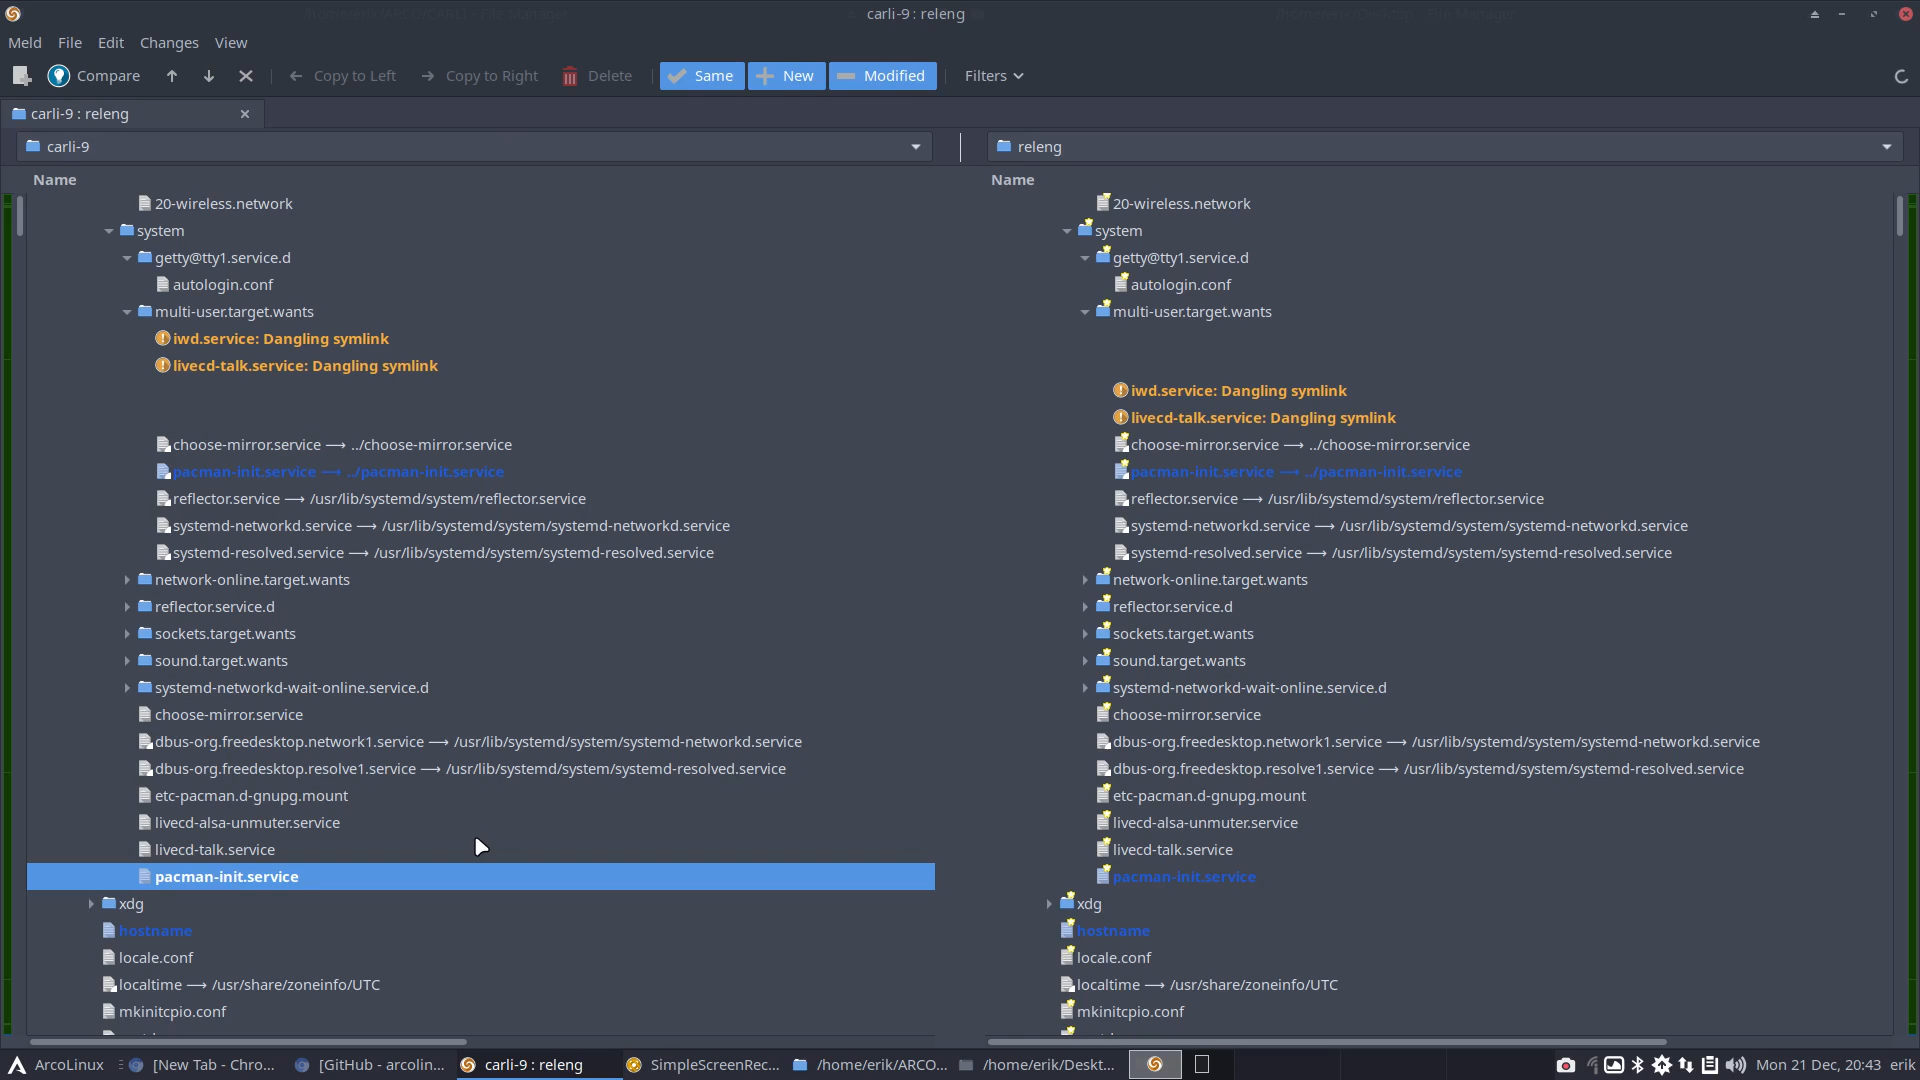 carli-9 : releng
Meld File Edit Changes View
Compare Copy to Left Copy to Right Delete Same New Modified Filters
carli-9 : releng
carli-9
releng
Name
20-wireless.network
system
getty@tty1.service.d
autologin.conf
multi-user.target.wants
iwd.service: Dangling symlink
livecd-talk.service: Dangling symlink
choose-mirror.service ⟶ ../choose-mirror.service
pacman-init.service ⟶ ../pacman-init.service
reflector.service ⟶ /usr/lib/systemd/system/reflector.service
systemd-networkd.service ⟶ /usr/lib/systemd/system/systemd-networkd.service
systemd-resolved.service ⟶ /usr/lib/systemd/system/systemd-resolved.service
network-online.target.wants
reflector.service.d
sockets.target.wants
sound.target.wants
systemd-networkd-wait-online.service.d
choose-mirror.service
dbus-org.freedesktop.network1.service ⟶ /usr/lib/systemd/system/systemd-networkd.service
dbus-org.freedesktop.resolve1.service ⟶ /usr/lib/systemd/system/systemd-resolved.service
etc-pacman.d-gnupg.mount
livecd-alsa-unmuter.service
livecd-talk.service
pacman-init.service
xdg
hostname
locale.conf
localtime ⟶ /usr/share/zoneinfo/UTC
mkinitcpio.conf
Name
20-wireless.network
system
getty@tty1.service.d
autologin.conf
multi-user.target.wants
iwd.service: Dangling symlink
livecd-talk.service: Dangling symlink
choose-mirror.service ⟶ ../choose-mirror.service
pacman-init.service ⟶ ../pacman-init.service
reflector.service ⟶ /usr/lib/systemd/system/reflector.service
systemd-networkd.service ⟶ /usr/lib/systemd/system/systemd-networkd.service
systemd-resolved.service ⟶ /usr/lib/systemd/system/systemd-resolved.service
network-online.target.wants
reflector.service.d
sockets.target.wants
sound.target.wants
systemd-networkd-wait-online.service.d
choose-mirror.service
dbus-org.freedesktop.network1.service ⟶ /usr/lib/systemd/system/systemd-networkd.service
dbus-org.freedesktop.resolve1.service ⟶ /usr/lib/systemd/system/systemd-resolved.service
etc-pacman.d-gnupg.mount
livecd-alsa-unmuter.service
livecd-talk.service
pacman-init.service
xdg
hostname
locale.conf
localtime ⟶ /usr/share/zoneinfo/UTC
mkinitcpio.conf
ArcoLinux [New Tab - Chro... [GitHub - arcolin... carli-9 : releng SimpleScreenRec... /home/erik/ARCO... /home/erik/Deskt... Mon 21 Dec, 20:43 erik